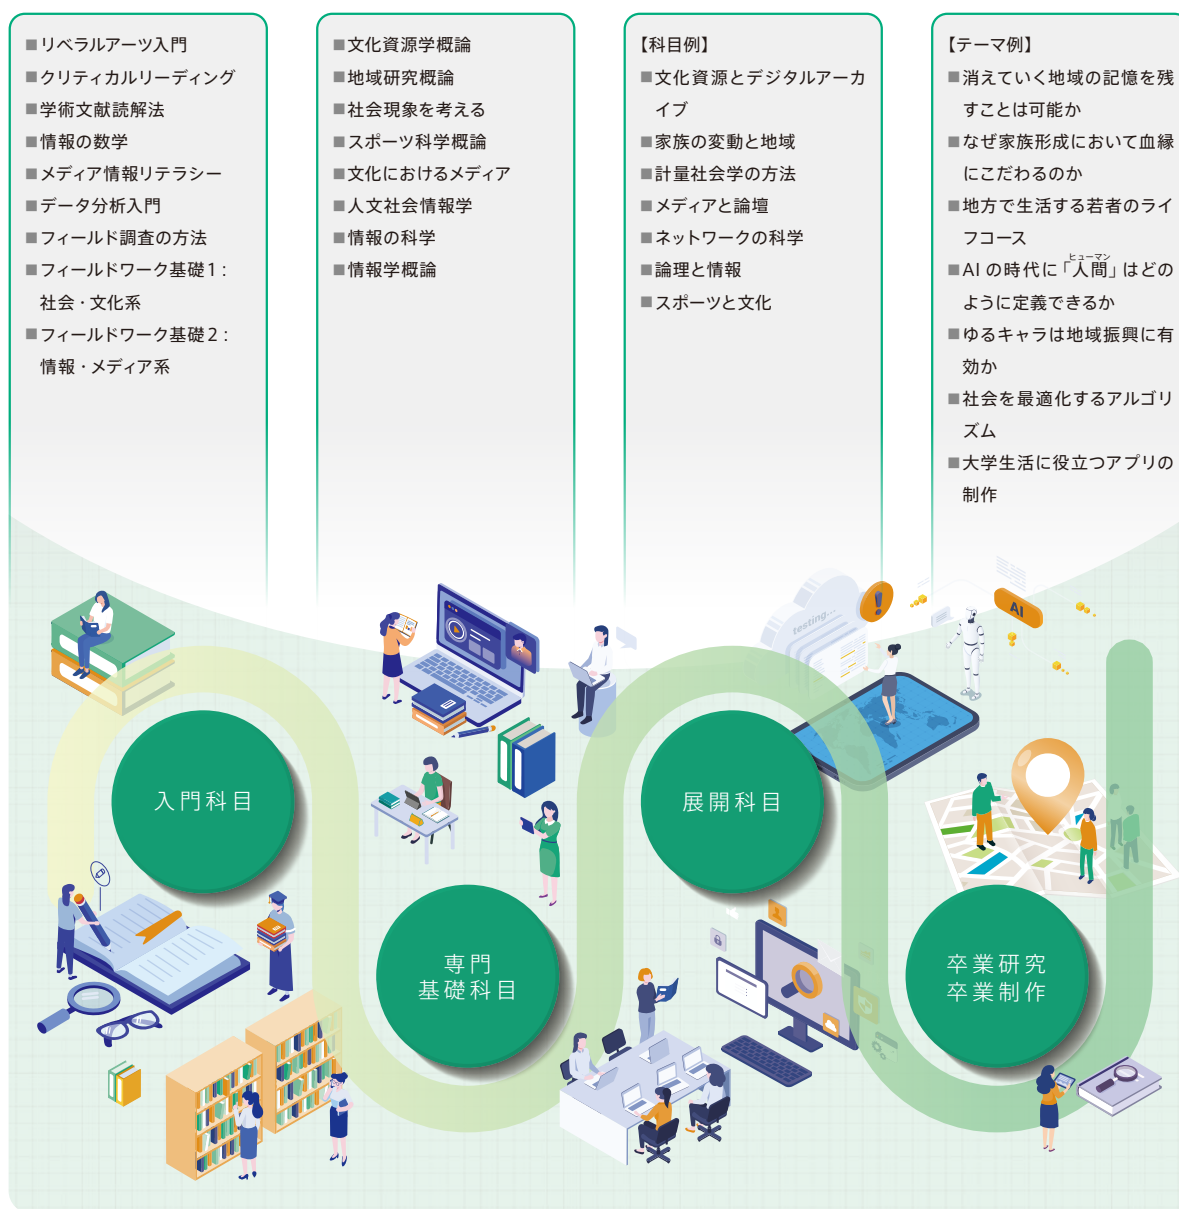 ■リベラルアーツ入門
■クリティカルリーディング
■学術文献読解法
■情報の数学
■メディア情報リテラシー
■データ分析入門
■フィールド調査の方法
■フィールドワーク基礎1：
社会・文化系
■フィールドワーク基礎2：
情報・メディア系
■文化資源学概論
■地域研究概論
■社会現象を考える
■スポーツ科学概論
■文化におけるメディア
■人文社会情報学
■情報の科学
■情報学概論
【科目例】
■文化資源とデジタルアーカ
イブ
■家族の変動と地域
■計量社会学の方法
■メディアと論壇
■ネットワークの科学
■論理と情報
■スポーツと文化
【テーマ例】
■消えていく地域の記憶を残
すことは可能か
■なぜ家族形成において血縁
にこだわるのか
■地方で生活する若者のライ
フコース
ヒューマン
■AIの時代に「人間」はどの
ように定義できるか
■ゆるキャラは地域振興に有
効か
■社会を最適化するアルゴリ
ズム
■大学生活に役立つアプリの
制作
testing...
!
AI
入門科目
専門
基礎科目
展開科目
卒業研究
卒業制作